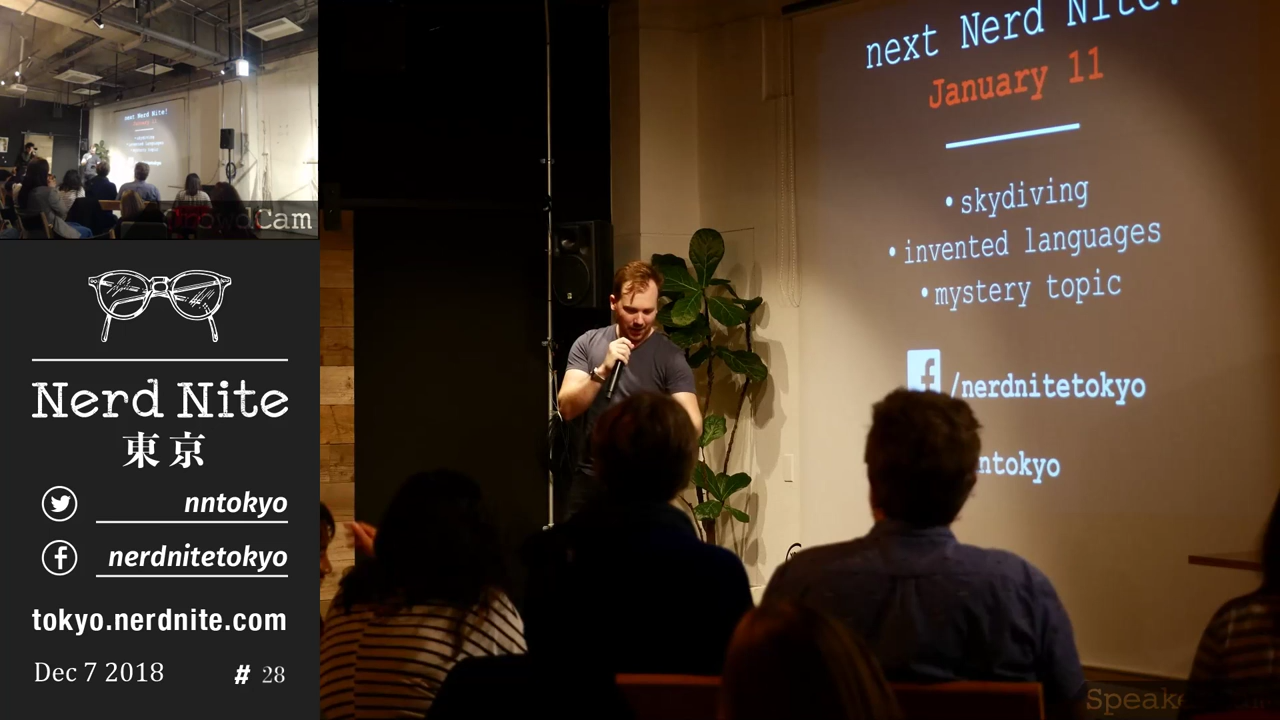 CrowdCam
Nerd Nite
東京
nntokyo
nerdnitetokyo
tokyo.nerdnite.com
Dec 7 2018
# 28
next Nerd Nite:
January 11
• skydiving
• invented languages
• mystery topic
/nerdnitetokyo
ntokyo